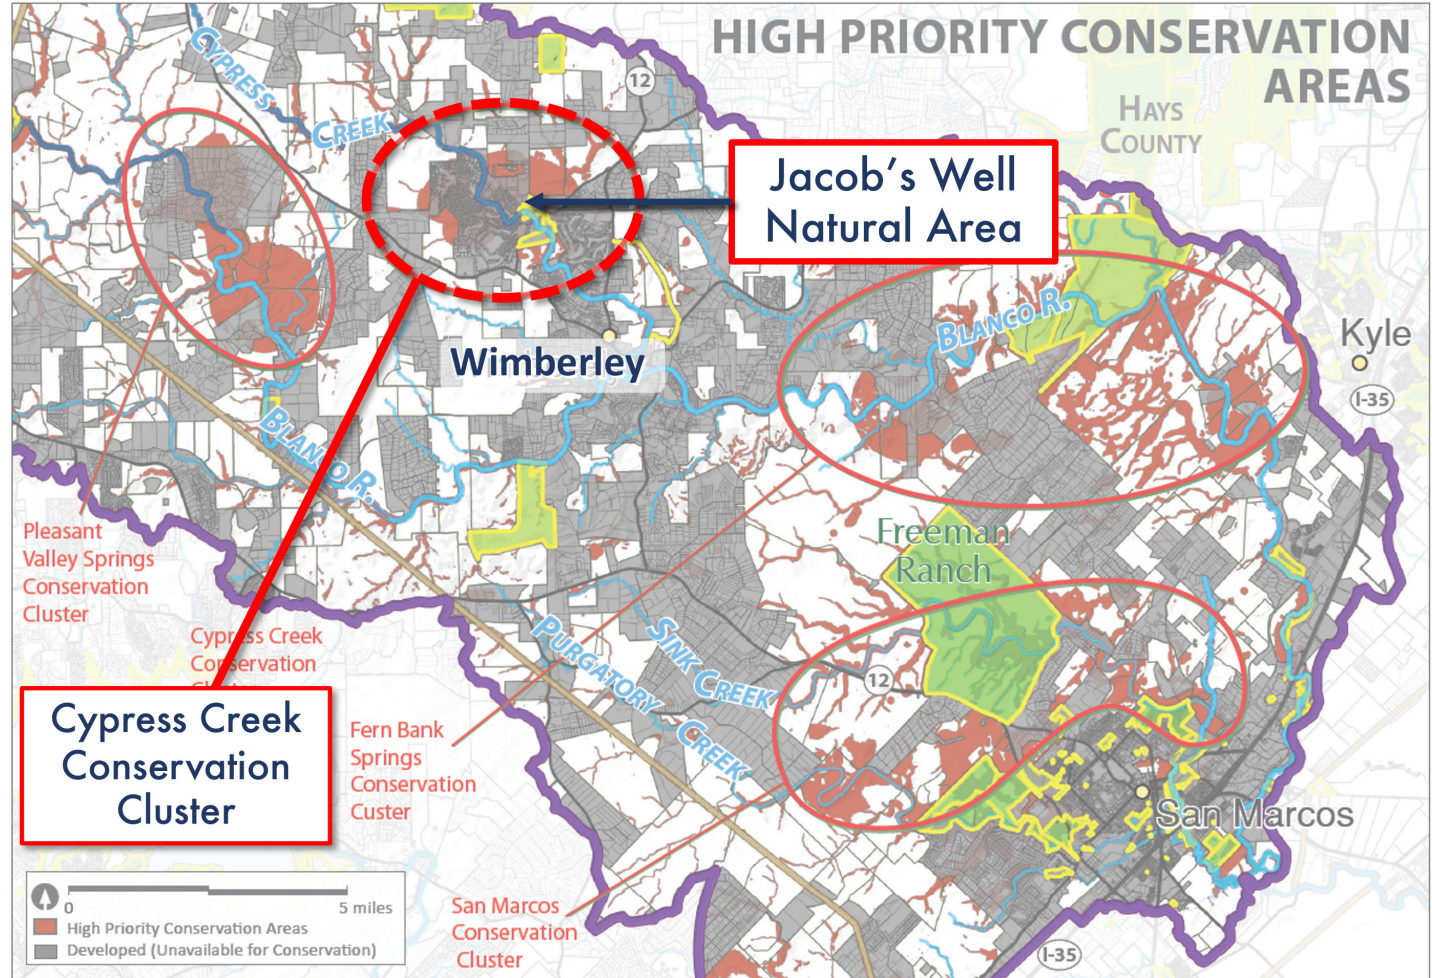 HIGH PRIORITY CONSERVATION
AREAS
HAYS
COUNTY
12
CYPRESS
CREEK
Jacob's Well
Natural Area
BLANCO R.
Kyle
I-35
Wimberley
BLANCO R.
Pleasant
Valley Springs
Conservation
Cluster
Freeman
Ranch
Cypress Creek
Conservation
SINK CREEK
PURGATORY CREEK
12
Cypress Creek
Conservation
Cluster
Fern Bank
Springs
Conservation
Custer
San Marcos
San Marcos
Conservation
Cluster
I-35
0
5 miles
High Priority Conservation Areas
Developed (Unavailable for Conservation)